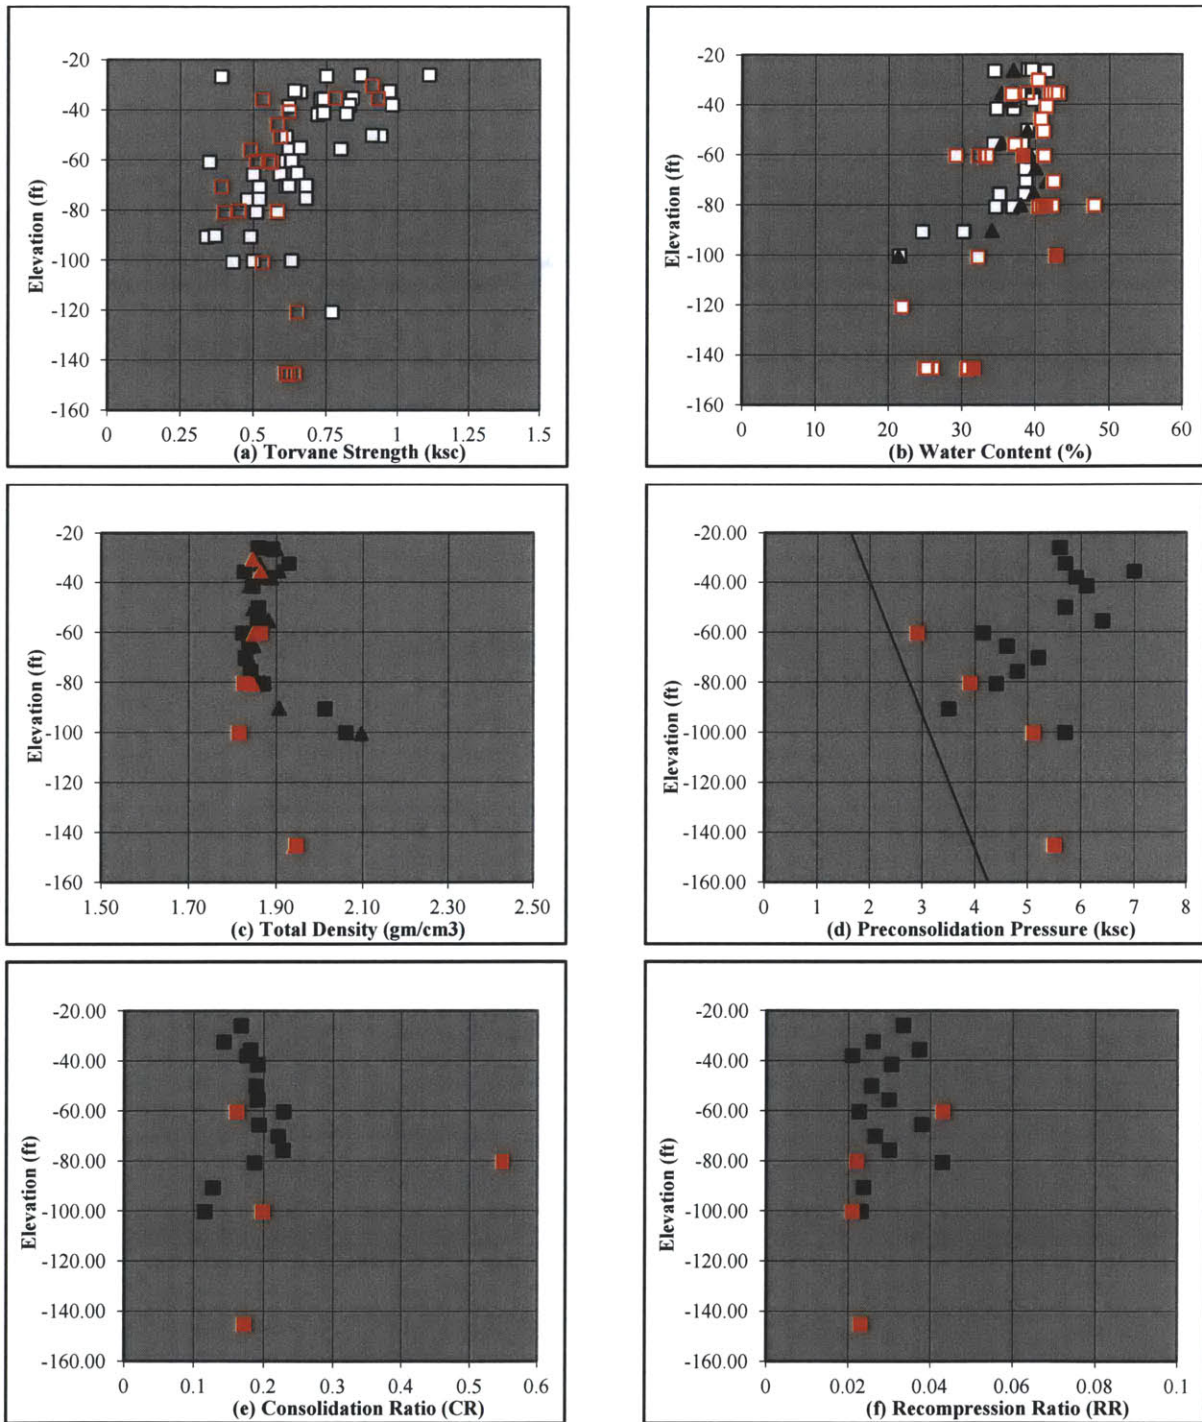 -20
-40
-60
-80
-100
-120
-140
-160
Elevation (ft)
0 0.25 0.5 0.75 1 1.25 1.5
(a) Torvane Strength (ksc)
-20
-40
-60
-80
-100
-120
-140
-160
Elevation (ft)
0 10 20 30 40 50 60
(b) Water Content (%)
-20
-40
-60
-80
-100
-120
-140
-160
Elevation (ft)
1.50 1.70 1.90 2.10 2.30 2.50
(c) Total Density (gm/cm3)
-20.00
-40.00
-60.00
-80.00
-100.00
-120.00
-140.00
-160.00
Elevation (ft)
0 1 2 3 4 5 6 7 8
(d) Preconsolidation Pressure (ksc)
-20.00
-40.00
-60.00
-80.00
-100.00
-120.00
-140.00
-160.00
Elevation (ft)
0 0.1 0.2 0.3 0.4 0.5 0.6
(e) Consolidation Ratio (CR)
-20.00
-40.00
-60.00
-80.00
-100.00
-120.00
-140.00
-160.00
Elevation (ft)
0 0.02 0.04 0.06 0.08 0.1
(f) Recompression Ratio (RR)